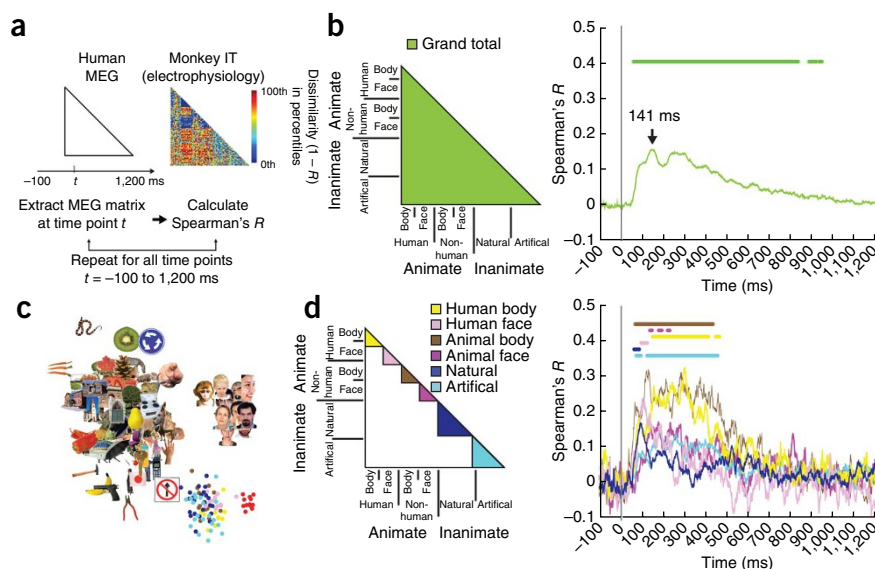 a
Human
MEG
Monkey IT
(electrophysiology)
100th
0th
Dissimilarity (1 − R)
in percentiles
−100
t
1,200 ms
Extract MEG matrix
at time point t
Calculate
Spearman's R
Repeat for all time points
t = −100 to 1,200 ms
b
Grand total
Animate
Inanimate
Human
Non-
human
Natural
Artifical
Body
Face
Body
Face
Body
Face
Body
Face
Human
Non-
human
Natural
Artifical
Animate
Inanimate
Spearman's R
0.5
0.4
0.3
0.2
0.1
0
−0.1
141 ms
−100
0
100
200
300
400
500
600
700
800
900
1,000
1,100
1,200
Time (ms)
c
d
Human body
Human face
Animal body
Animal face
Natural
Artifical
Animate
Inanimate
Human
Non-
human
Natural
Artifical
Body
Face
Body
Face
Body
Face
Body
Face
Human
Non-
human
Natural
Artifical
Animate
Inanimate
Spearman's R
0.5
0.4
0.3
0.2
0.1
0
−0.1
−100
0
100
200
300
400
500
600
700
800
900
1,000
1,100
1,200
Time (ms)